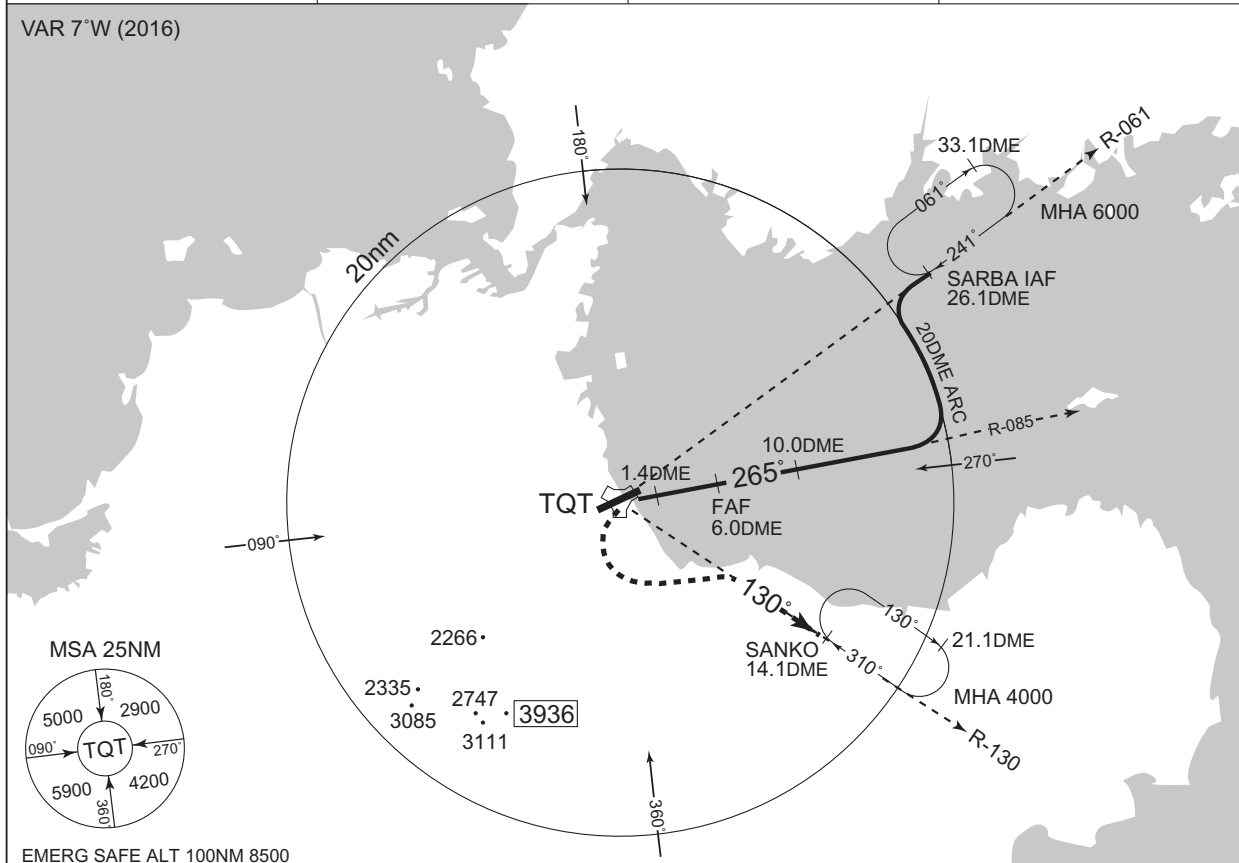 VAR 7°W (2016)
180°
20nm
33.1DME
R-061
061°
MHA 6000
241°
SARBA IAF
26.1DME
20DME ARC
R-085
10.0DME
1.4DME
265°
270°
TQT
FAF
6.0DME
090°
130°
130°
SANKO
14.1DME
310°
21.1DME
MHA 4000
R-130
2266
2335
3085
2747
3111
3936
360°
MSA 25NM
180°
5000
2900
090°
TQT
270°
5900
4200
360°
EMERG SAFE ALT 100NM 8500